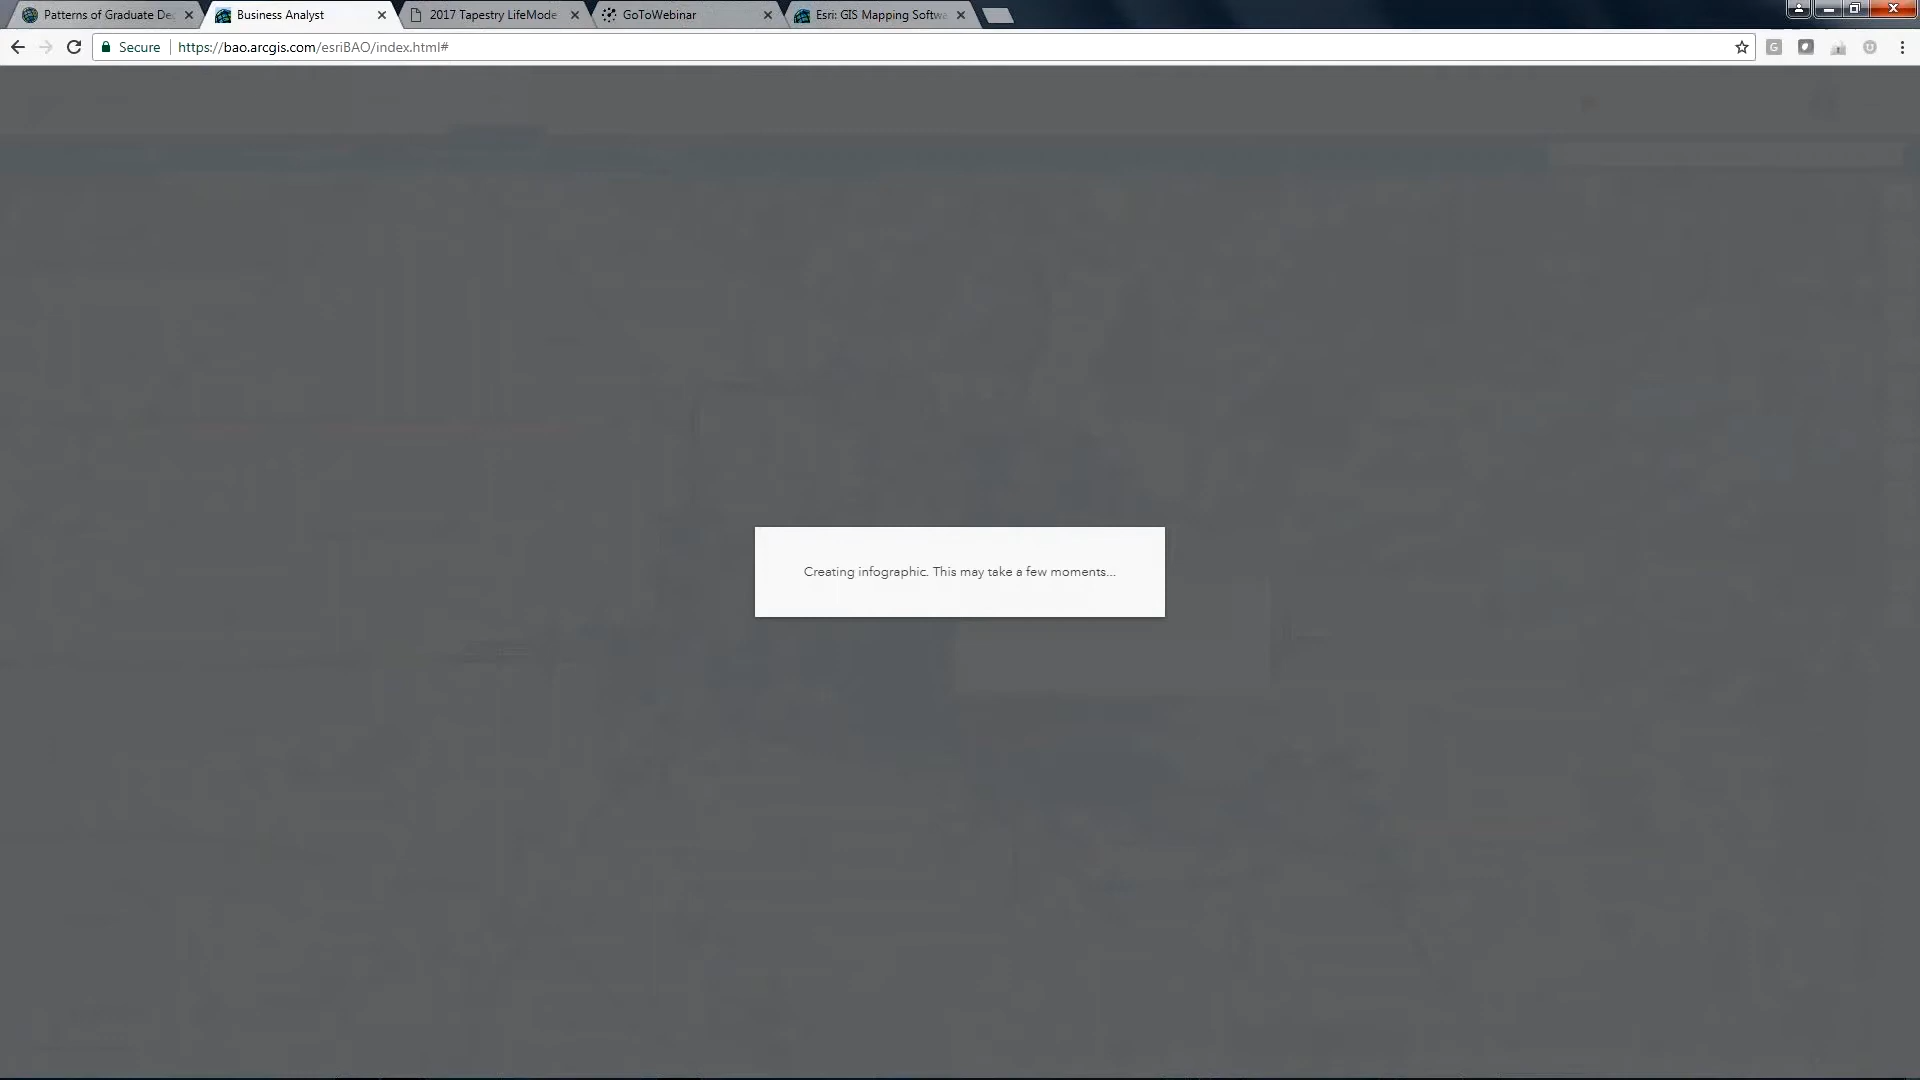 Patterns of Graduate De
Business Analyst
2017 Tapestry LifeMode
GoToWebinar
Esri: GIS Mapping Softw
Secure
https://bao.arcgis.com/esriBAO/index.html#
Creating infographic. This may take a few moments...